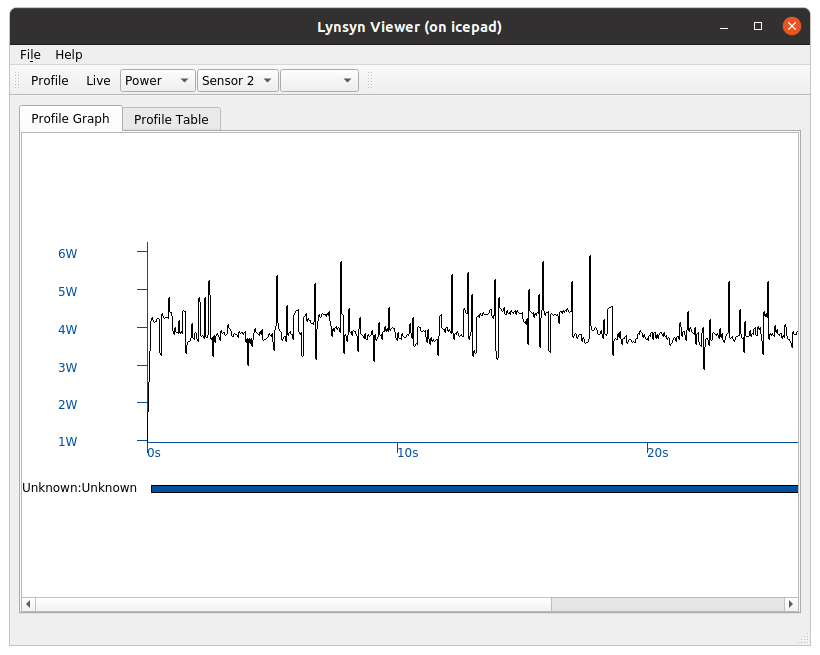 Lynsyn Viewer (on icepad)
File Help
Profile Live Power Sensor 2
Profile Graph Profile Table
6W
5W
4W
3W
2W
1W
0s 10s 20s
Unknown:Unknown